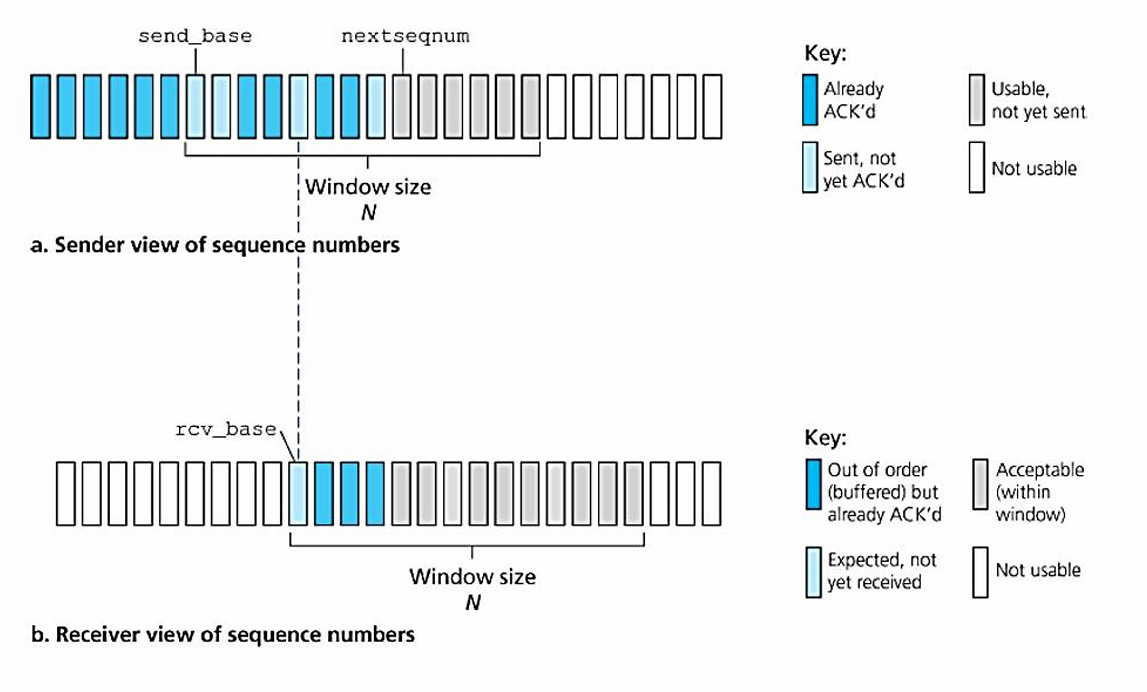 send_base
nextseqnum
Key:
Already
ACK'd
Usable,
not yet sent
Sent, not
yet ACK'd
Not usable
Window size
N
a. Sender view of sequence numbers
rcv_base
Key:
Out of order
(buffered) but
already ACK'd
Acceptable
(within
window)
Expected, not
yet received
Not usable
Window size
N
b. Receiver view of sequence numbers